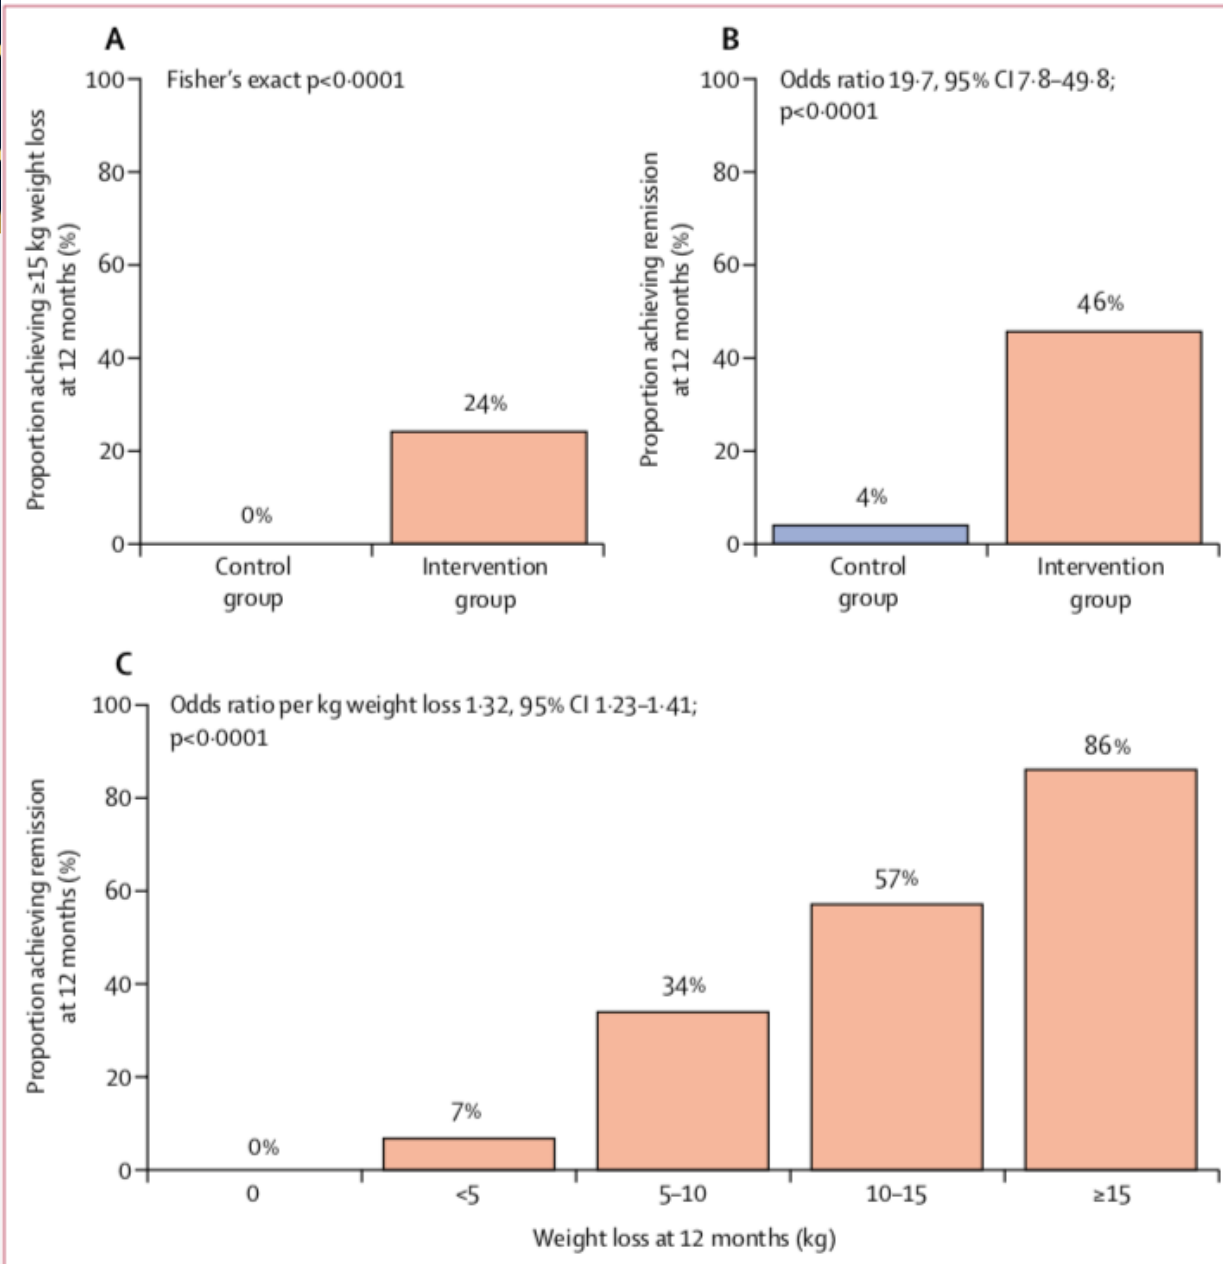 A
Fisher's exact p<0·0001
100
80
60
40
20
0
Proportion achieving ≥15 kg weight loss
at 12 months (%)
0%
24%
Control
group
Intervention
group
B
Odds ratio 19·7, 95% CI 7·8–49·8;
p<0·0001
100
80
60
40
20
0
Proportion achieving remission
at 12 months (%)
4%
46%
Control
group
Intervention
group
C
Odds ratio per kg weight loss 1·32, 95% CI 1·23–1·41;
p<0·0001
100
80
60
40
20
0
Proportion achieving remission
at 12 months (%)
0%
7%
34%
57%
86%
0
<5
5–10
10–15
≥15
Weight loss at 12 months (kg)